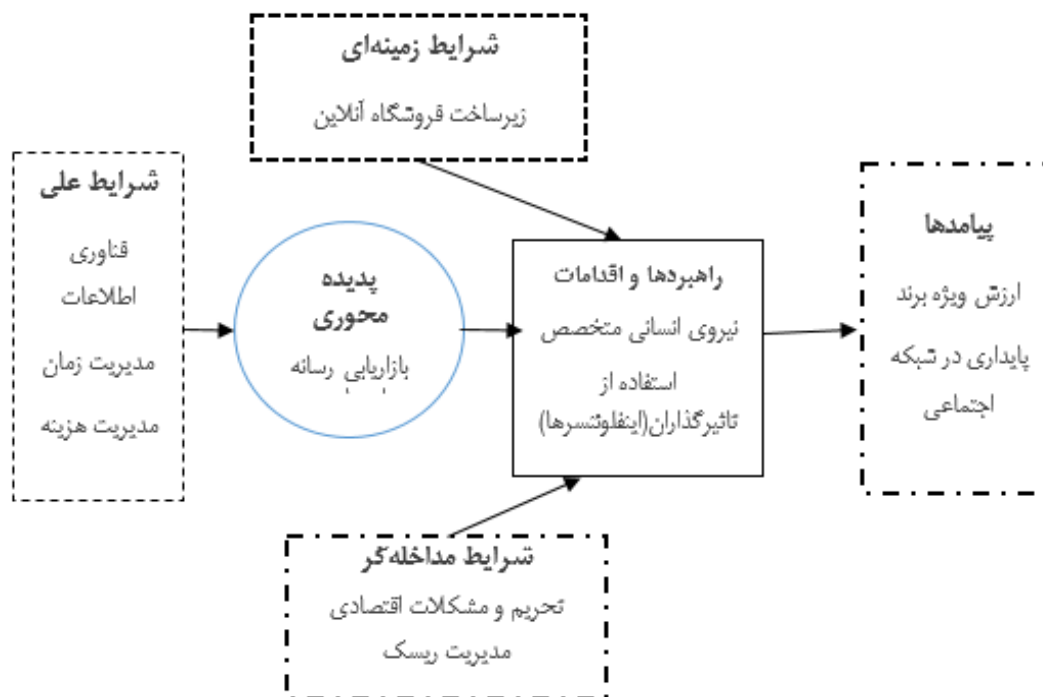 شرایط زمینه‌ای
زیرساخت فروشگاه آنلاین
شرایط علی
فناوری
اطلاعات
مدیریت زمان
مدیریت هزینه
پدیده
محوری
بازاریابی رسانه
راهبردها و اقدامات
نیروی انسانی متخصص
استفاده از
تاثیرگذاران(اینفلوئنسرها)
پیامدها
ارزش ویژه برند
پایداری در شبکه
اجتماعی
شرایط مداخله‌گر
تحریم و مشکلات اقتصادی
مدیریت ریسک